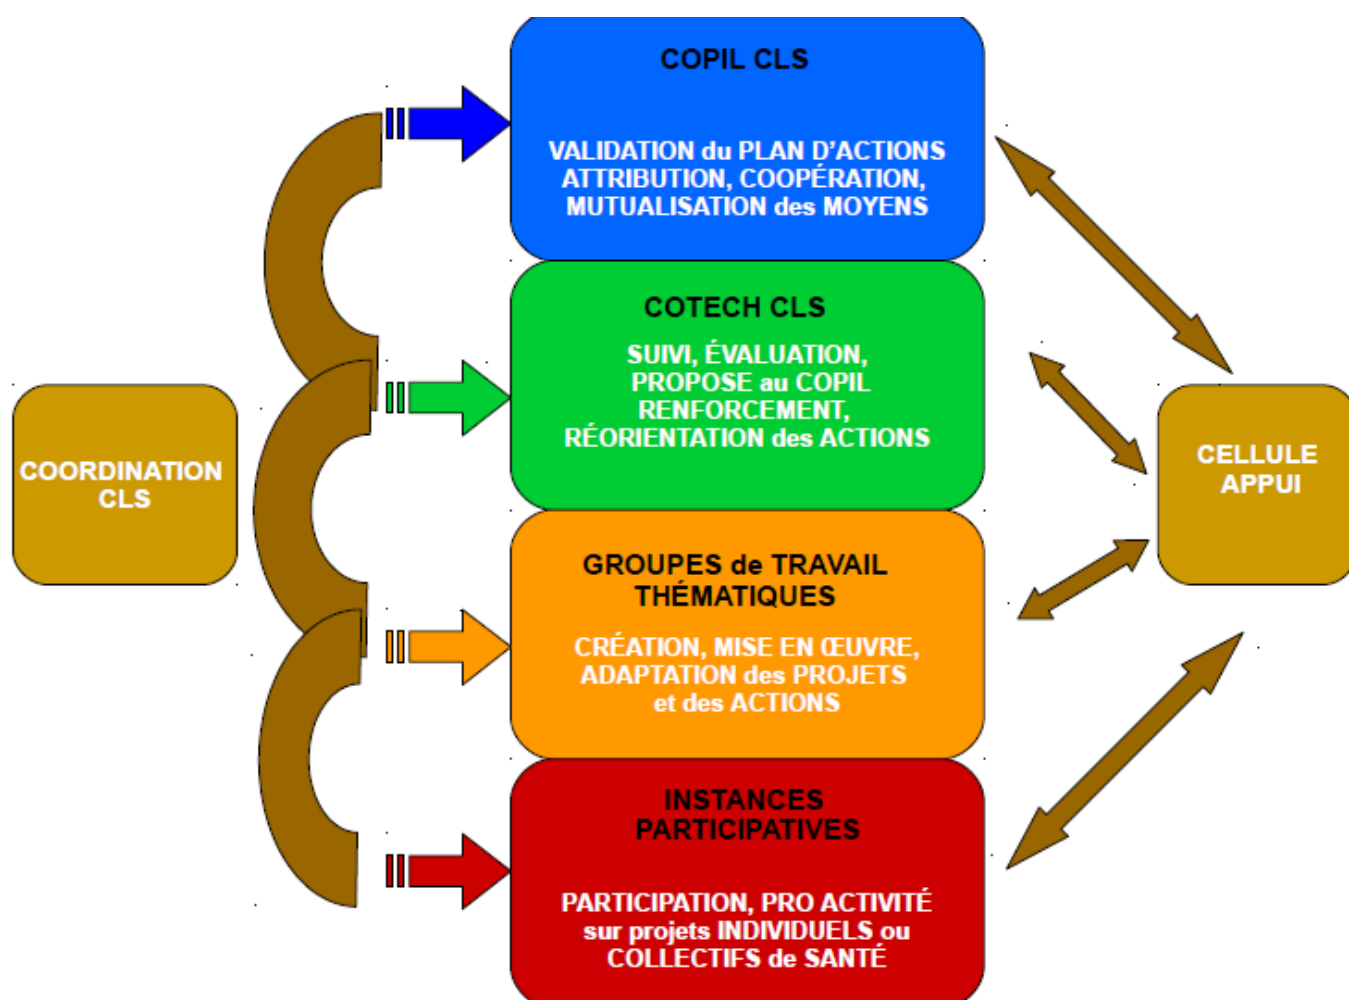 COPIL CLS
VALIDATION du PLAN D'ACTIONS
ATTRIBUTION, COOPÉRATION,
MUTUALISATION des MOYENS
COTECH CLS
SUIVI, ÉVALUATION,
PROPOSE au COPIL
RENFORCEMENT,
RÉORIENTATION des ACTIONS
COORDINATION
CLS
CELLULE
APPUI
GROUPES de TRAVAIL
THÉMATIQUES
CRÉATION, MISE EN ŒUVRE,
ADAPTATION des PROJETS
et des ACTIONS
INSTANCES
PARTICIPATIVES
PARTICIPATION, PRO ACTIVITÉ
sur projets INDIVIDUELS ou
COLLECTIFS de SANTÉ